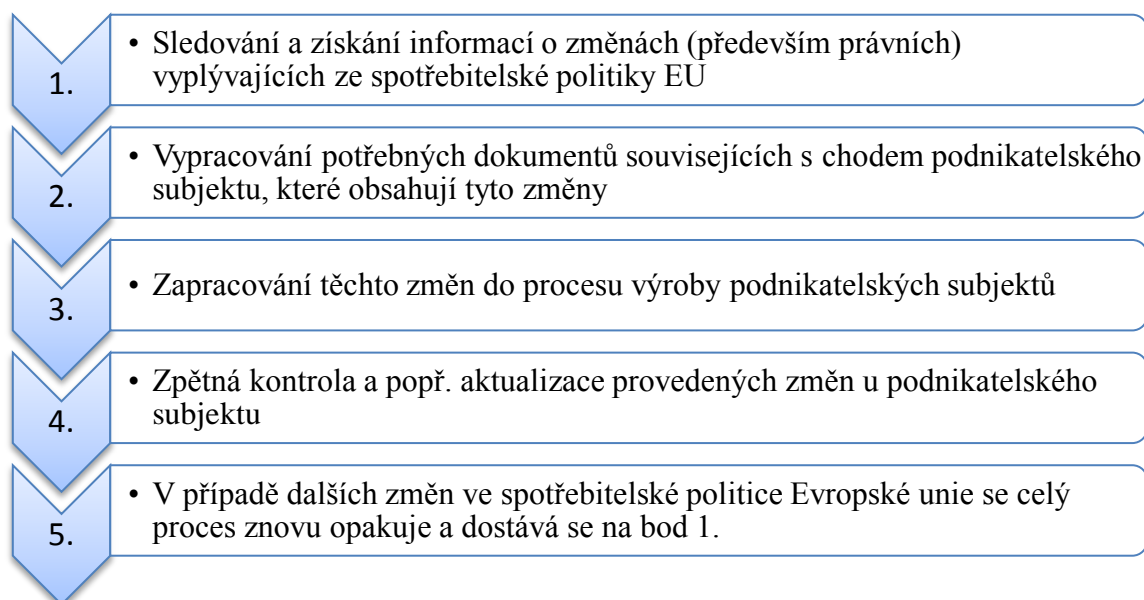 1.
• Sledování a získání informací o změnách (především právních)
vyplývajících ze spotřebitelské politiky EU
2.
• Vypracování potřebných dokumentů souvisejících s chodem podnikatelského
subjektu, které obsahují tyto změny
3.
• Zapracování těchto změn do procesu výroby podnikatelských subjektů
4.
• Zpětná kontrola a popř. aktualizace provedených změn u podnikatelského
subjektu
5.
• V případě dalších změn ve spotřebitelské politice Evropské unie se celý
proces znovu opakuje a dostává se na bod 1.